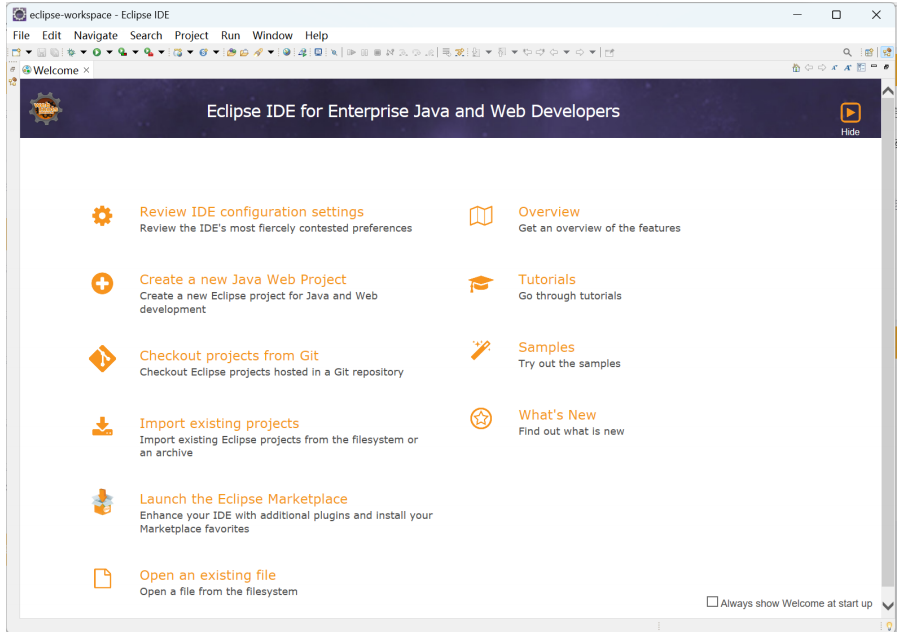 eclipse-workspace - Eclipse IDE
File Edit Navigate Search Project Run Window Help
Welcome
Eclipse IDE for Enterprise Java and Web Developers
Hide
Review IDE configuration settings
Review the IDE's most fiercely contested preferences
Create a new Java Web Project
Create a new Eclipse project for Java and Web
development
Checkout projects from Git
Checkout Eclipse projects hosted in a Git repository
Import existing projects
Import existing Eclipse projects from the filesystem or
an archive
Launch the Eclipse Marketplace
Enhance your IDE with additional plugins and install your
Marketplace favorites
Open an existing file
Open a file from the filesystem
Overview
Get an overview of the features
Tutorials
Go through tutorials
Samples
Try out the samples
What's New
Find out what is new
Always show Welcome at start up